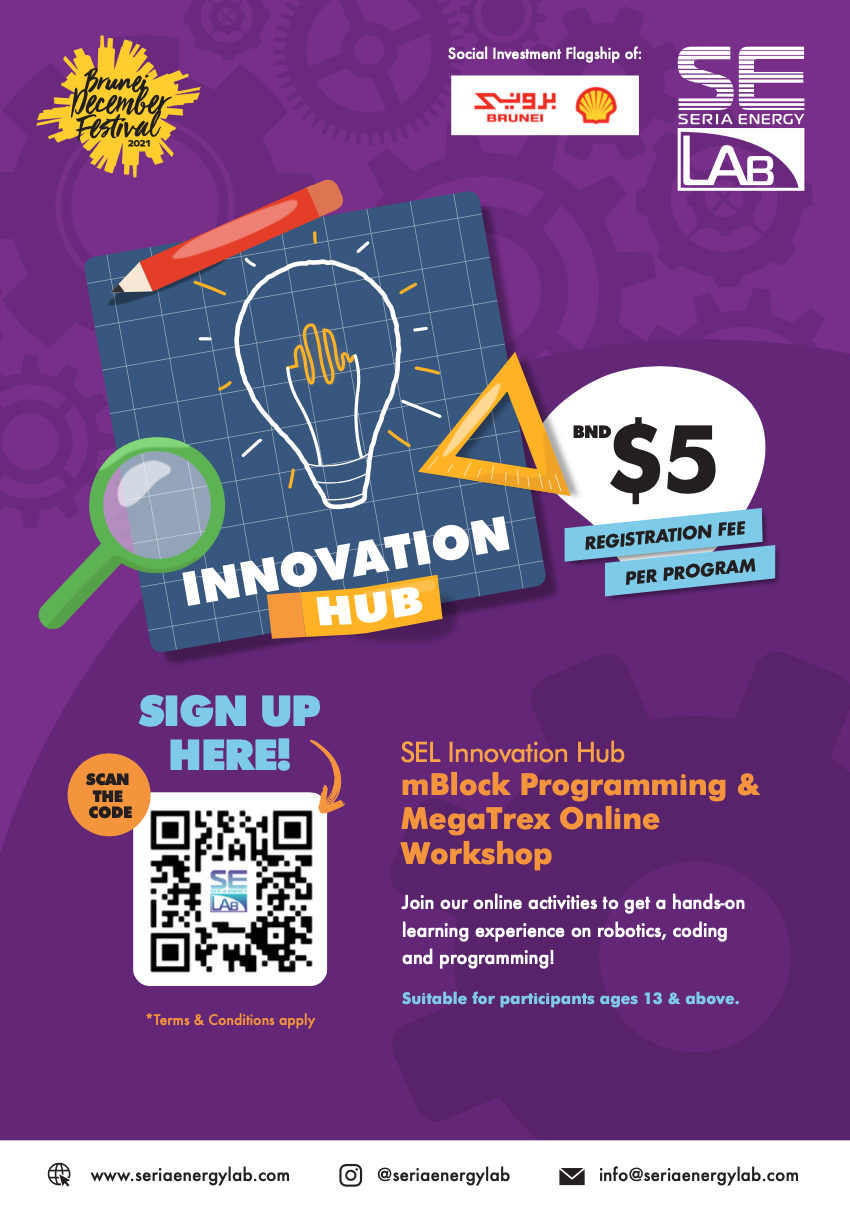 Brunei
December
Festival
2021
Social Investment Flagship of:
بروني
BRUNEI
SE
SERIA ENERGY
LAB
INNOVATION
HUB
BND $5
REGISTRATION FEE
PER PROGRAM
SIGN UP
HERE!
SCAN
THE
CODE
SE
SERIA ENERGY
LAB
*Terms & Conditions apply
SEL Innovation Hub
mBlock Programming &
MegaTrex Online
Workshop
Join our online activities to get a hands-on
learning experience on robotics, coding
and programming!
Suitable for participants ages 13 & above.
www.seriaenergylab.com
@seriaenergylab
info@seriaenergylab.com